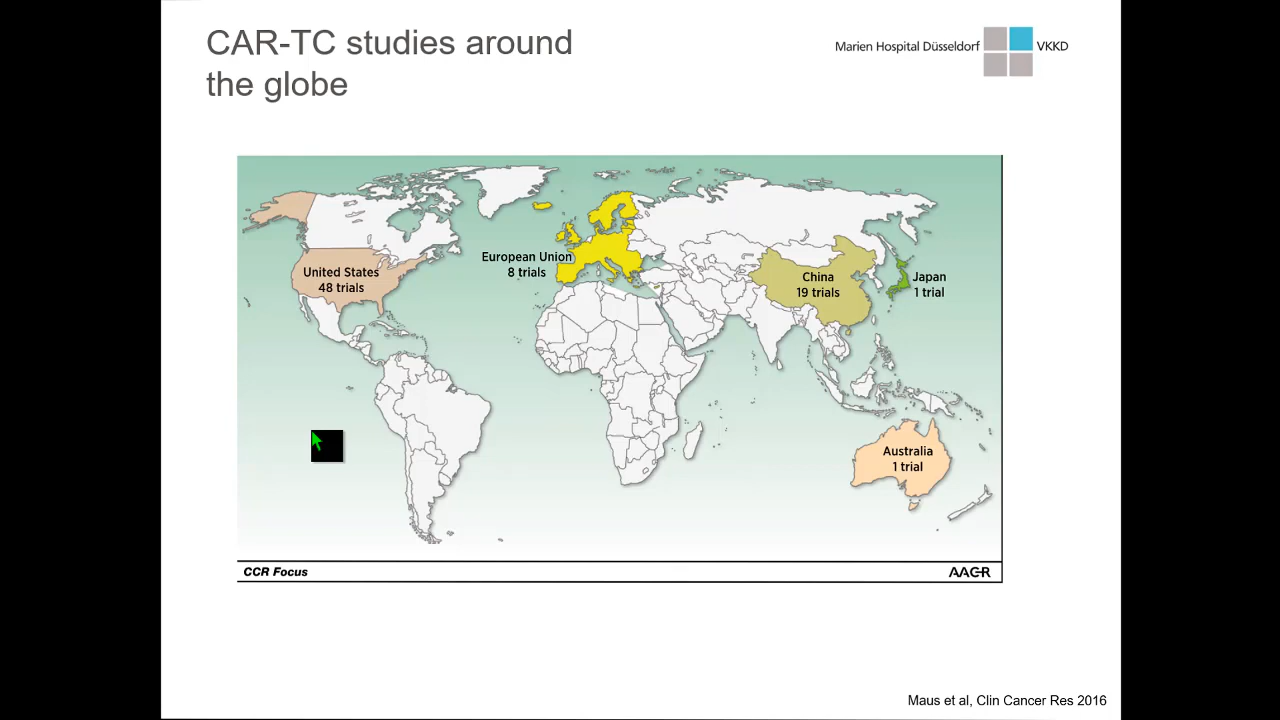 CAR-TC studies around
the globe
Marien Hospital Düsseldorf
VKKD
United States
48 trials
European Union
8 trials
China
19 trials
Japan
1 trial
Australia
1 trial
CCR Focus
AACR
Maus et al, Clin Cancer Res 2016